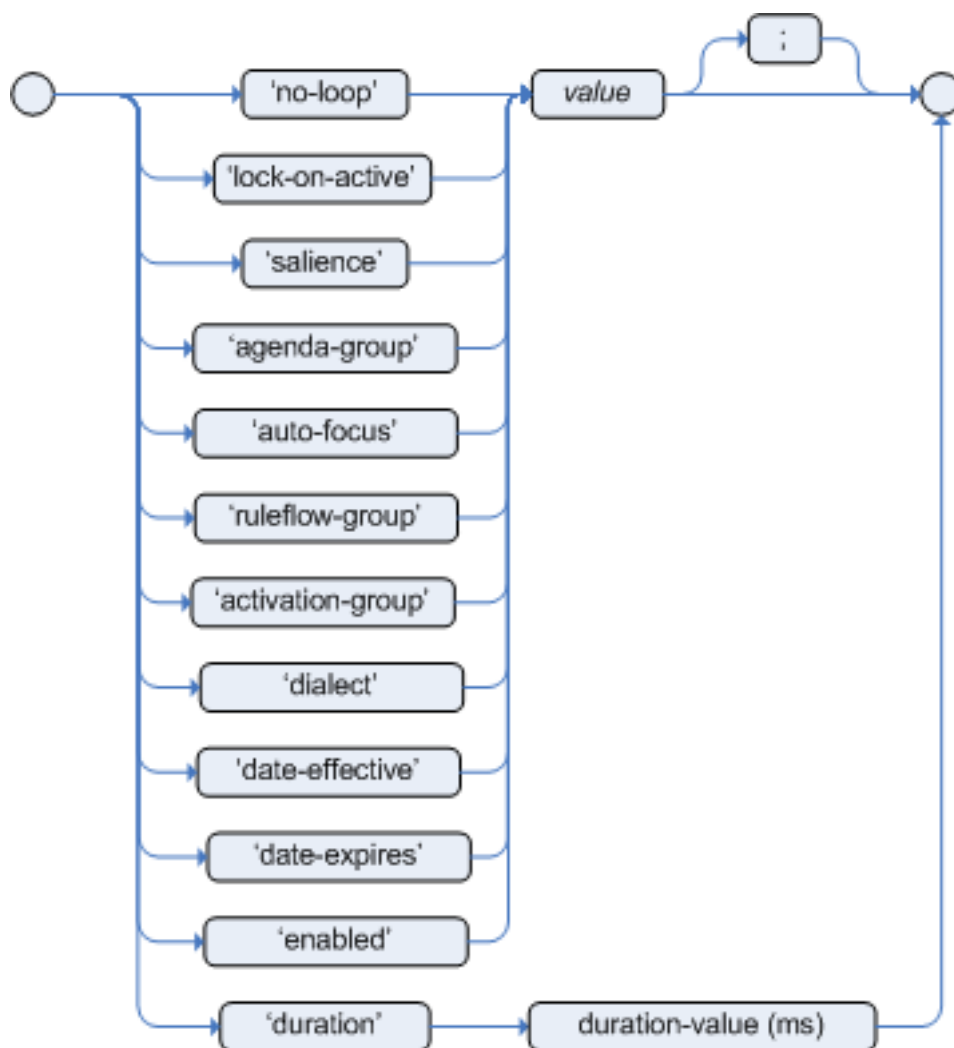 ;
‘no-loop’ value
‘lock-on-active’
‘salience’
‘agenda-group’
‘auto-focus’
‘ruleflow-group’
‘activation-group’
‘dialect’
‘date-effective’
‘date-expires’
‘enabled’
‘duration’ duration-value (ms)